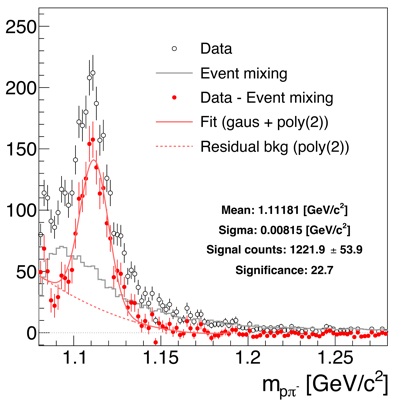 250
200
150
100
50
0
Data
Event mixing
Data - Event mixing
Fit (gaus + poly(2))
Residual bkg (poly(2))
Mean: 1.11181 [GeV/c²]
Sigma: 0.00815 [GeV/c²]
Signal counts: 1221.9 ± 53.9
Significance: 22.7
1.1 1.15 1.2 1.25
m_{pπ⁻} [GeV/c²]